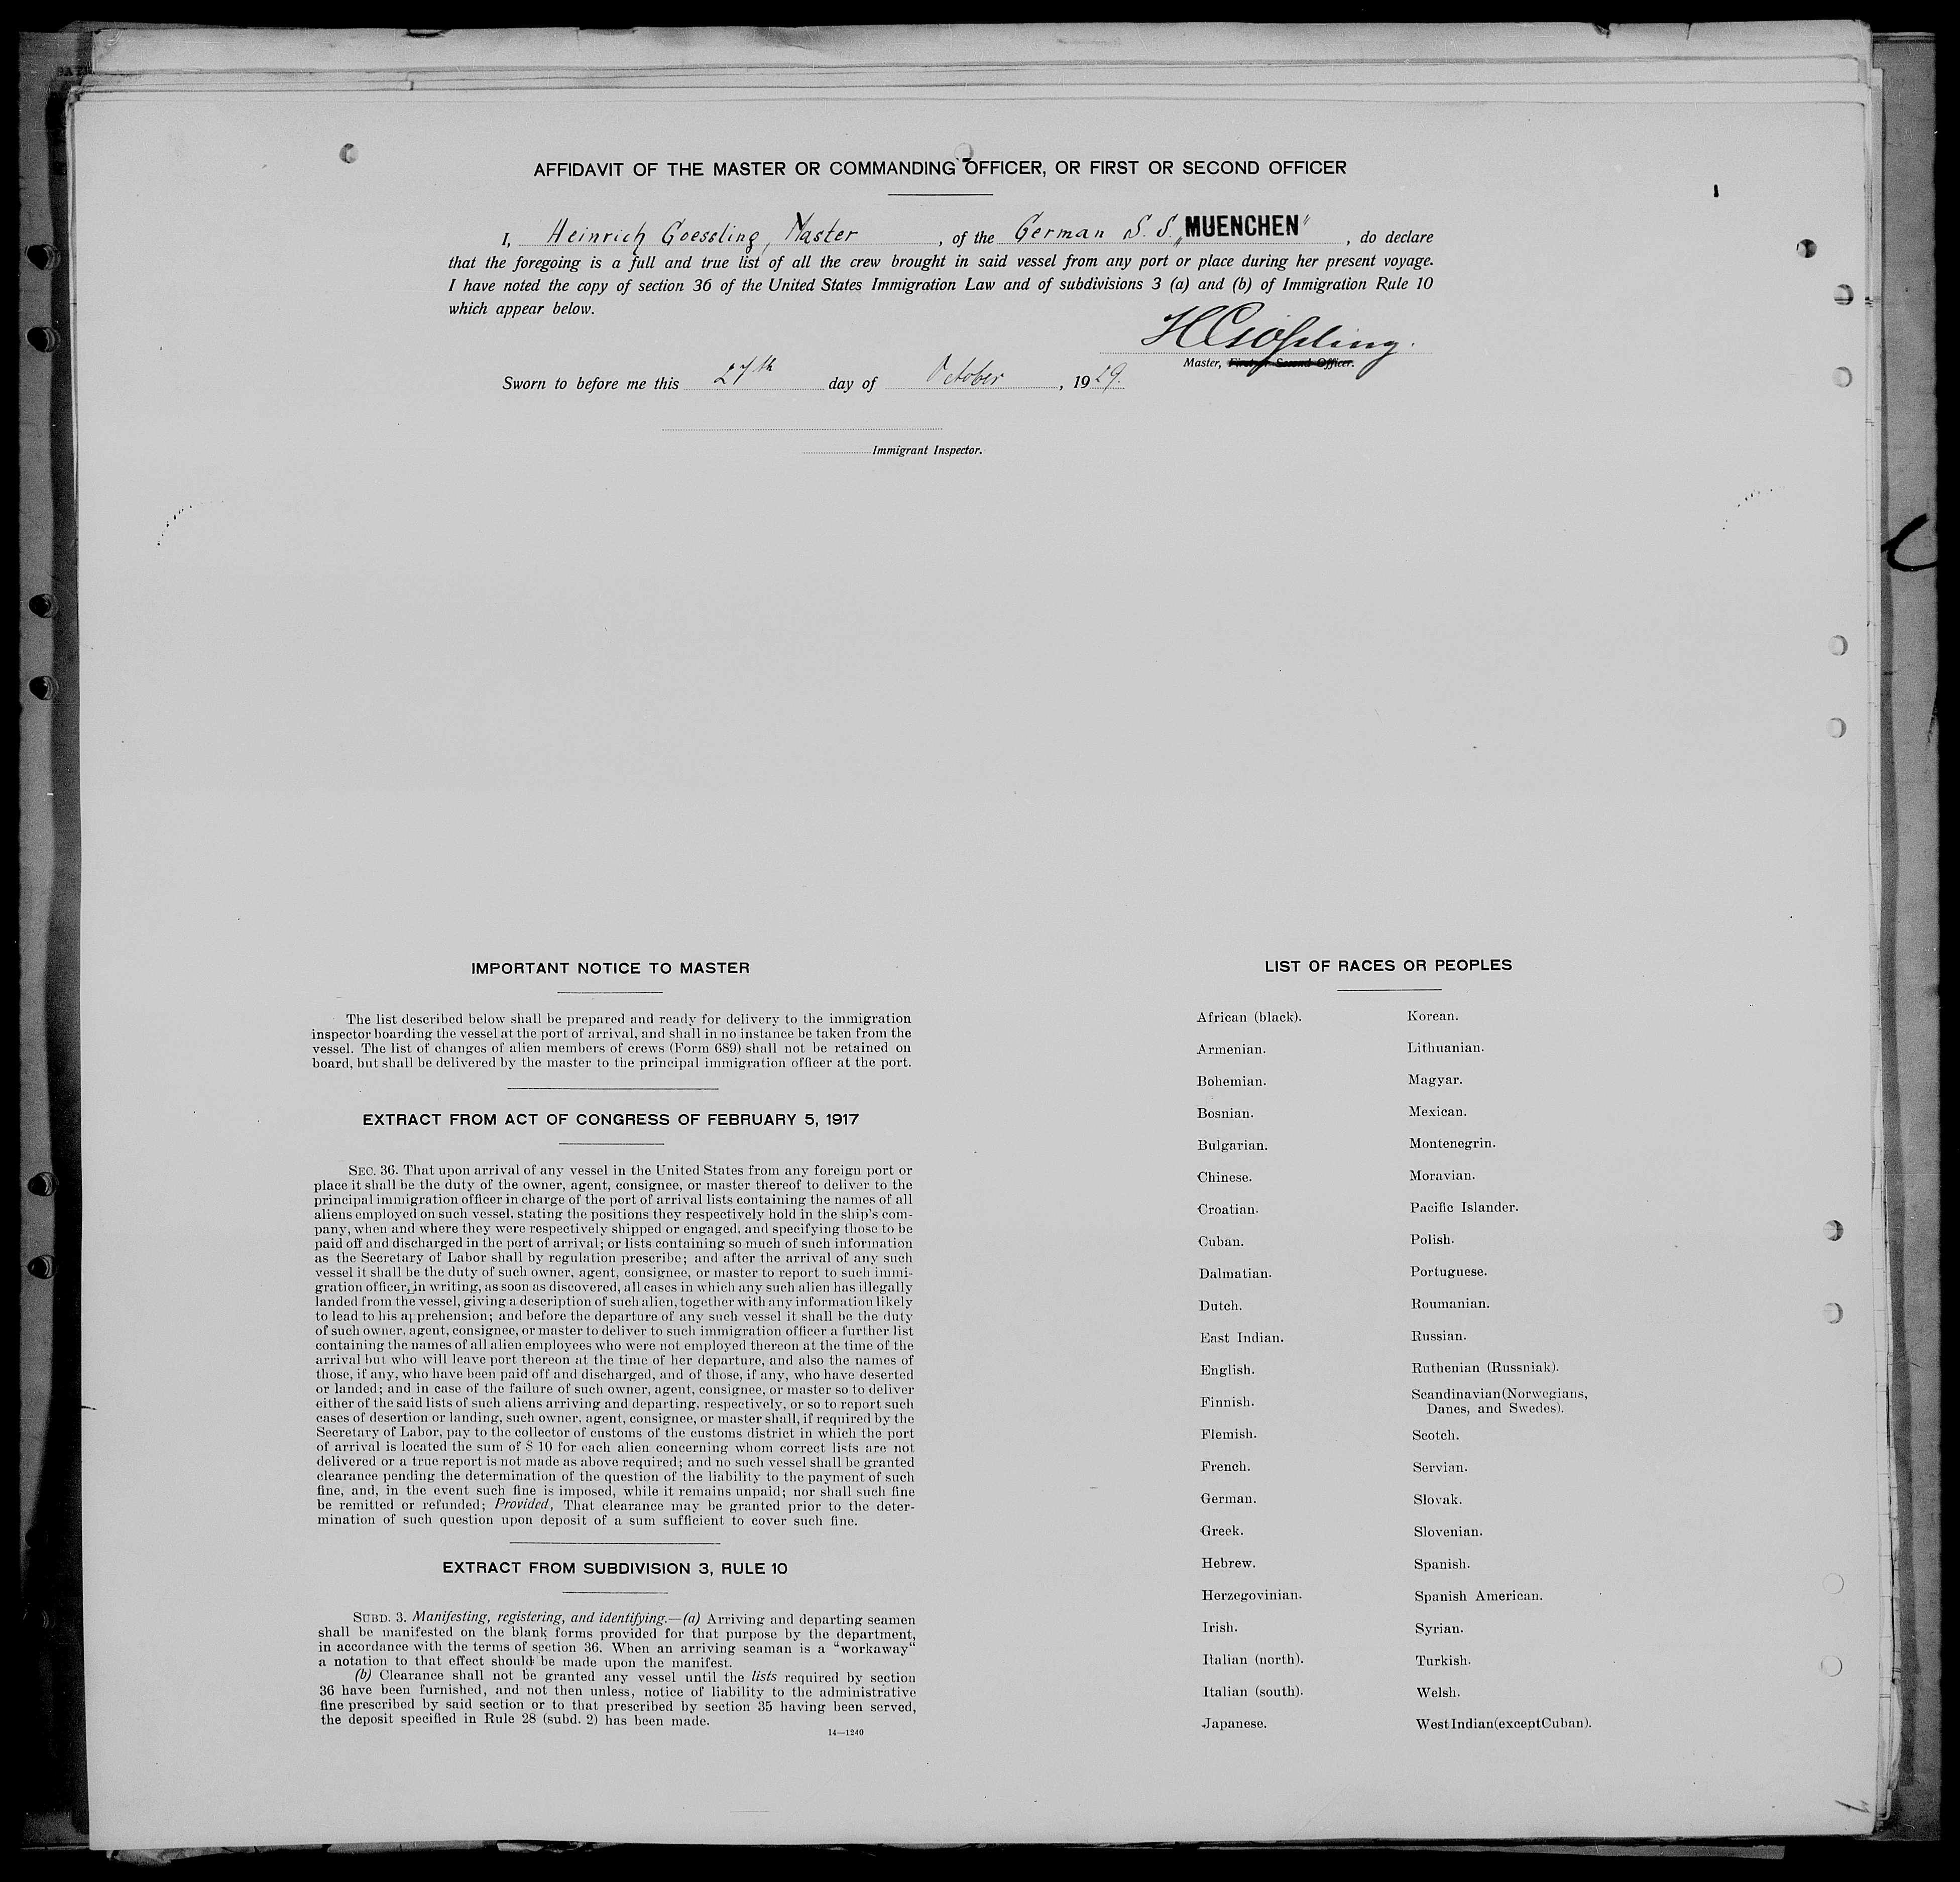 AFFIDAVIT OF THE MASTER OR COMMANDING OFFICER, OR FIRST OR SECOND OFFICER
I, Heinrich Goessling, Master, of the German S. S. „MUENCHEN", do declare
that the foregoing is a full and true list of all the crew brought in said vessel from any port or place during her present voyage.
I have noted the copy of section 36 of the United States Immigration Law and of subdivisions 3 (a) and (b) of Immigration Rule 10
which appear below.
H Goessling.
Master, First or Second Officer.
Sworn to before me this 27th day of October, 1929.
Immigrant Inspector.
IMPORTANT NOTICE TO MASTER
The list described below shall be prepared and ready for delivery to the immigration
inspector boarding the vessel at the port of arrival, and shall in no instance be taken from the
vessel. The list of changes of alien members of crews (Form 689) shall not be retained on
board, but shall be delivered by the master to the principal immigration officer at the port.
EXTRACT FROM ACT OF CONGRESS OF FEBRUARY 5, 1917
SEC. 36. That upon arrival of any vessel in the United States from any foreign port or
place it shall be the duty of the owner, agent, consignee, or master thereof to deliver to the
principal immigration officer in charge of the port of arrival lists containing the names of all
aliens employed on such vessel, stating the positions they respectively hold in the ship's com-
pany, when and where they were respectively shipped or engaged, and specifying those to be
paid off and discharged in the port of arrival; or lists containing so much of such information
as the Secretary of Labor shall by regulation prescribe; and after the arrival of any such
vessel it shall be the duty of such owner, agent, consignee, or master to report to such immi-
gration officer, in writing, as soon as discovered, all cases in which any such alien has illegally
landed from the vessel, giving a description of such alien, together with any information likely
to lead to his apprehension; and before the departure of any such vessel it shall be the duty
of such owner, agent, consignee, or master to deliver to such immigration officer a further list
containing the names of all alien employees who were not employed thereon at the time of the
arrival but who will leave port thereon at the time of her departure, and also the names of
those, if any, who have been paid off and discharged, and of those, if any, who have deserted
or landed; and in case of the failure of such owner, agent, consignee, or master so to deliver
either of the said lists of such aliens arriving and departing, respectively, or so to report such
cases of desertion or landing, such owner, agent, consignee, or master shall, if required by the
Secretary of Labor, pay to the collector of customs of the customs district in which the port
of arrival is located the sum of $ 10 for each alien concerning whom correct lists are not
delivered or a true report is not made as above required; and no such vessel shall be granted
clearance pending the determination of the question of the liability to the payment of such
fine, and, in the event such fine is imposed, while it remains unpaid; nor shall such fine
be remitted or refunded; Provided, That clearance may be granted prior to the deter-
mination of such question upon deposit of a sum sufficient to cover such fine.
EXTRACT FROM SUBDIVISION 3, RULE 10
SUBD. 3. Manifesting, registering, and identifying.—(a) Arriving and departing seamen
shall be manifested on the blank forms provided for that purpose by the department,
in accordance with the terms of section 36. When an arriving seaman is a "workaway"
a notation to that effect should be made upon the manifest.
(b) Clearance shall not be granted any vessel until the lists required by section
36 have been furnished, and not then unless, notice of liability to the administrative
fine prescribed by said section or to that prescribed by section 35 having been served,
the deposit specified in Rule 28 (subd. 2) has been made.
14—1240
LIST OF RACES OR PEOPLES
African (black).
Armenian.
Bohemian.
Bosnian.
Bulgarian.
Chinese.
Croatian.
Cuban.
Dalmatian.
Dutch.
East Indian.
English.
Finnish.
Flemish.
French.
German.
Greek.
Hebrew.
Herzegovinian.
Irish.
Italian (north).
Italian (south).
Japanese.
Korean.
Lithuanian.
Magyar.
Mexican.
Montenegrin.
Moravian.
Pacific Islander.
Polish.
Portuguese.
Roumanian.
Russian.
Ruthenian (Russniak).
Scandinavian (Norwegians,
Danes, and Swedes).
Scotch.
Servian.
Slovak.
Slovenian.
Spanish.
Spanish American.
Syrian.
Turkish.
Welsh.
West Indian (except Cuban).